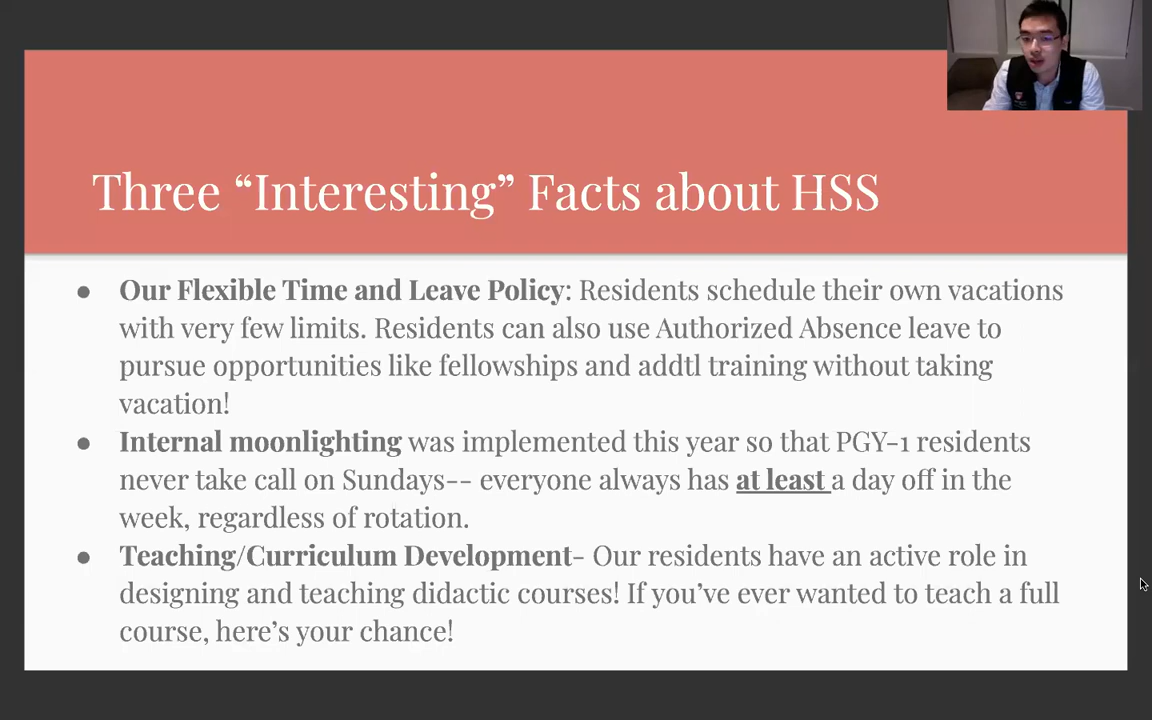 Three “Interesting” Facts about HSS
● Our Flexible Time and Leave Policy: Residents schedule their own vacations
with very few limits. Residents can also use Authorized Absence leave to
pursue opportunities like fellowships and addtl training without taking
vacation!
● Internal moonlighting was implemented this year so that PGY-1 residents
never take call on Sundays-- everyone always has at least a day off in the
week, regardless of rotation.
● Teaching/Curriculum Development- Our residents have an active role in
designing and teaching didactic courses! If you’ve ever wanted to teach a full
course, here’s your chance!